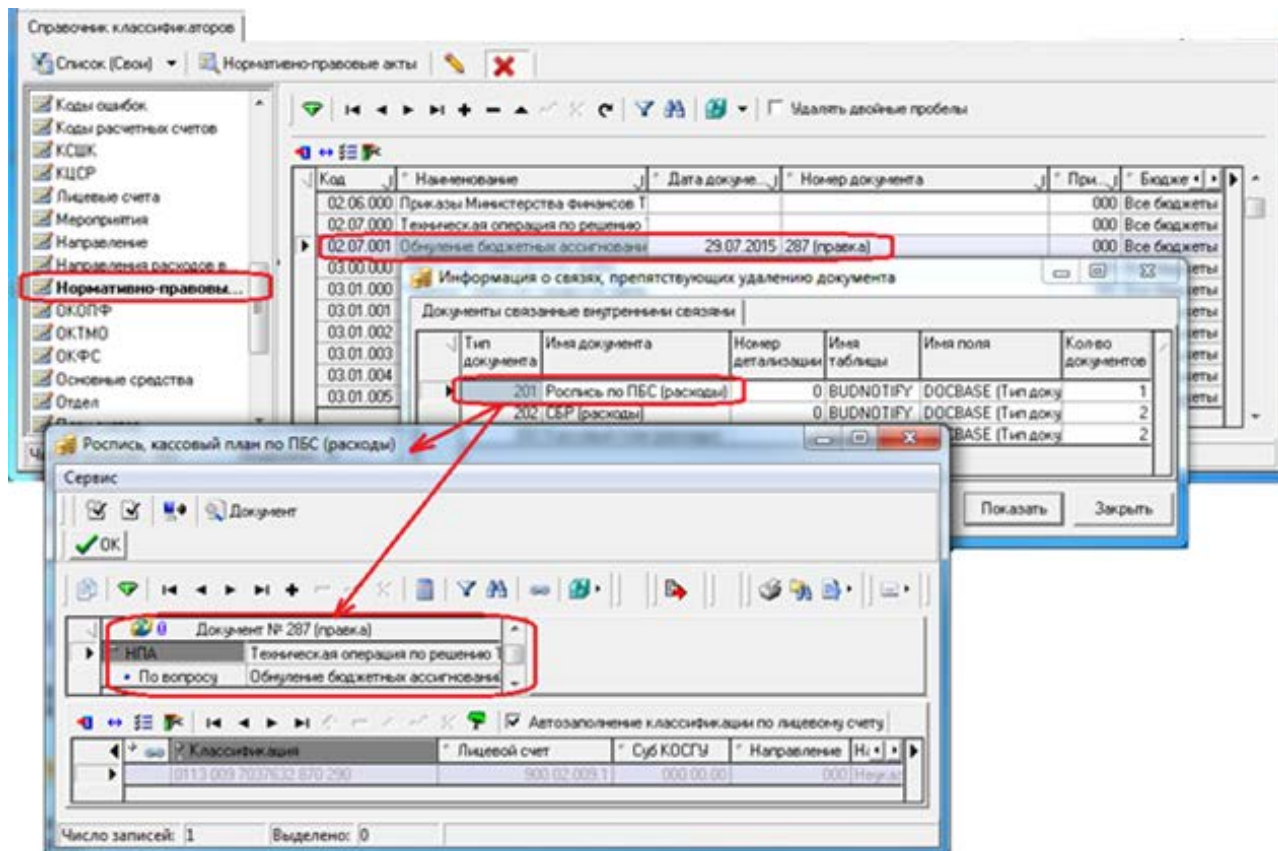 Справочник классификаторов
Список (Свои) Нормативно-правовые акты
Коды ошибок
Коды расчетных счетов
КСШК
КЦСР
Лицевые счета
Мероприятия
Направление
Направления расходов в
Нормативно-правовы...
ОКОПФ
ОКТМО
ОКФС
Основные средства
Отдел
Удалять двойные пробелы
Код Наименование Дата докуме... Номер документа При... Бюдже
02.06.000 Приказы Министерства финансов Т 000 Все бюджеты
02.07.000 Техническая операция по решению 000 Все бюджеты
02.07.001 Обнуление бюджетных ассигновани 29.07.2015 287 (правка) 000 Все бюджеты
03.00.000
03.01.000
03.01.001
03.01.002
03.01.003
03.01.004
03.01.005
Информация о связях, препятствующих удалению документа
Документы связанные внутренними связями
Тип документа Имя документа Номер детализации Имя таблицы Имя поля Кол-во документов
201 Роспись по ПБС (расходы) 0 BUDNOTIFY DOCBASE (Тип доку 1
202 СБР (расходы) 0 BUDNOTIFY DOCBASE (Тип доку 2
CBASE (Тип доку 2
Показать Закрыть
Роспись, кассовый план по ПБС (расходы)
Сервис
Документ
OK
0 Документ № 287 (правка)
НПА Техническая операция по решению Т
По вопросу Обнуление бюджетных ассигновани
Автозаполнение классификации по лицевому счету
Классификация Лицевой счет Суб КОСГУ Направление
0113 009 7037632 870 290 900.02.009.1 000.00.00 000
Число записей: 1 Выделено: 0